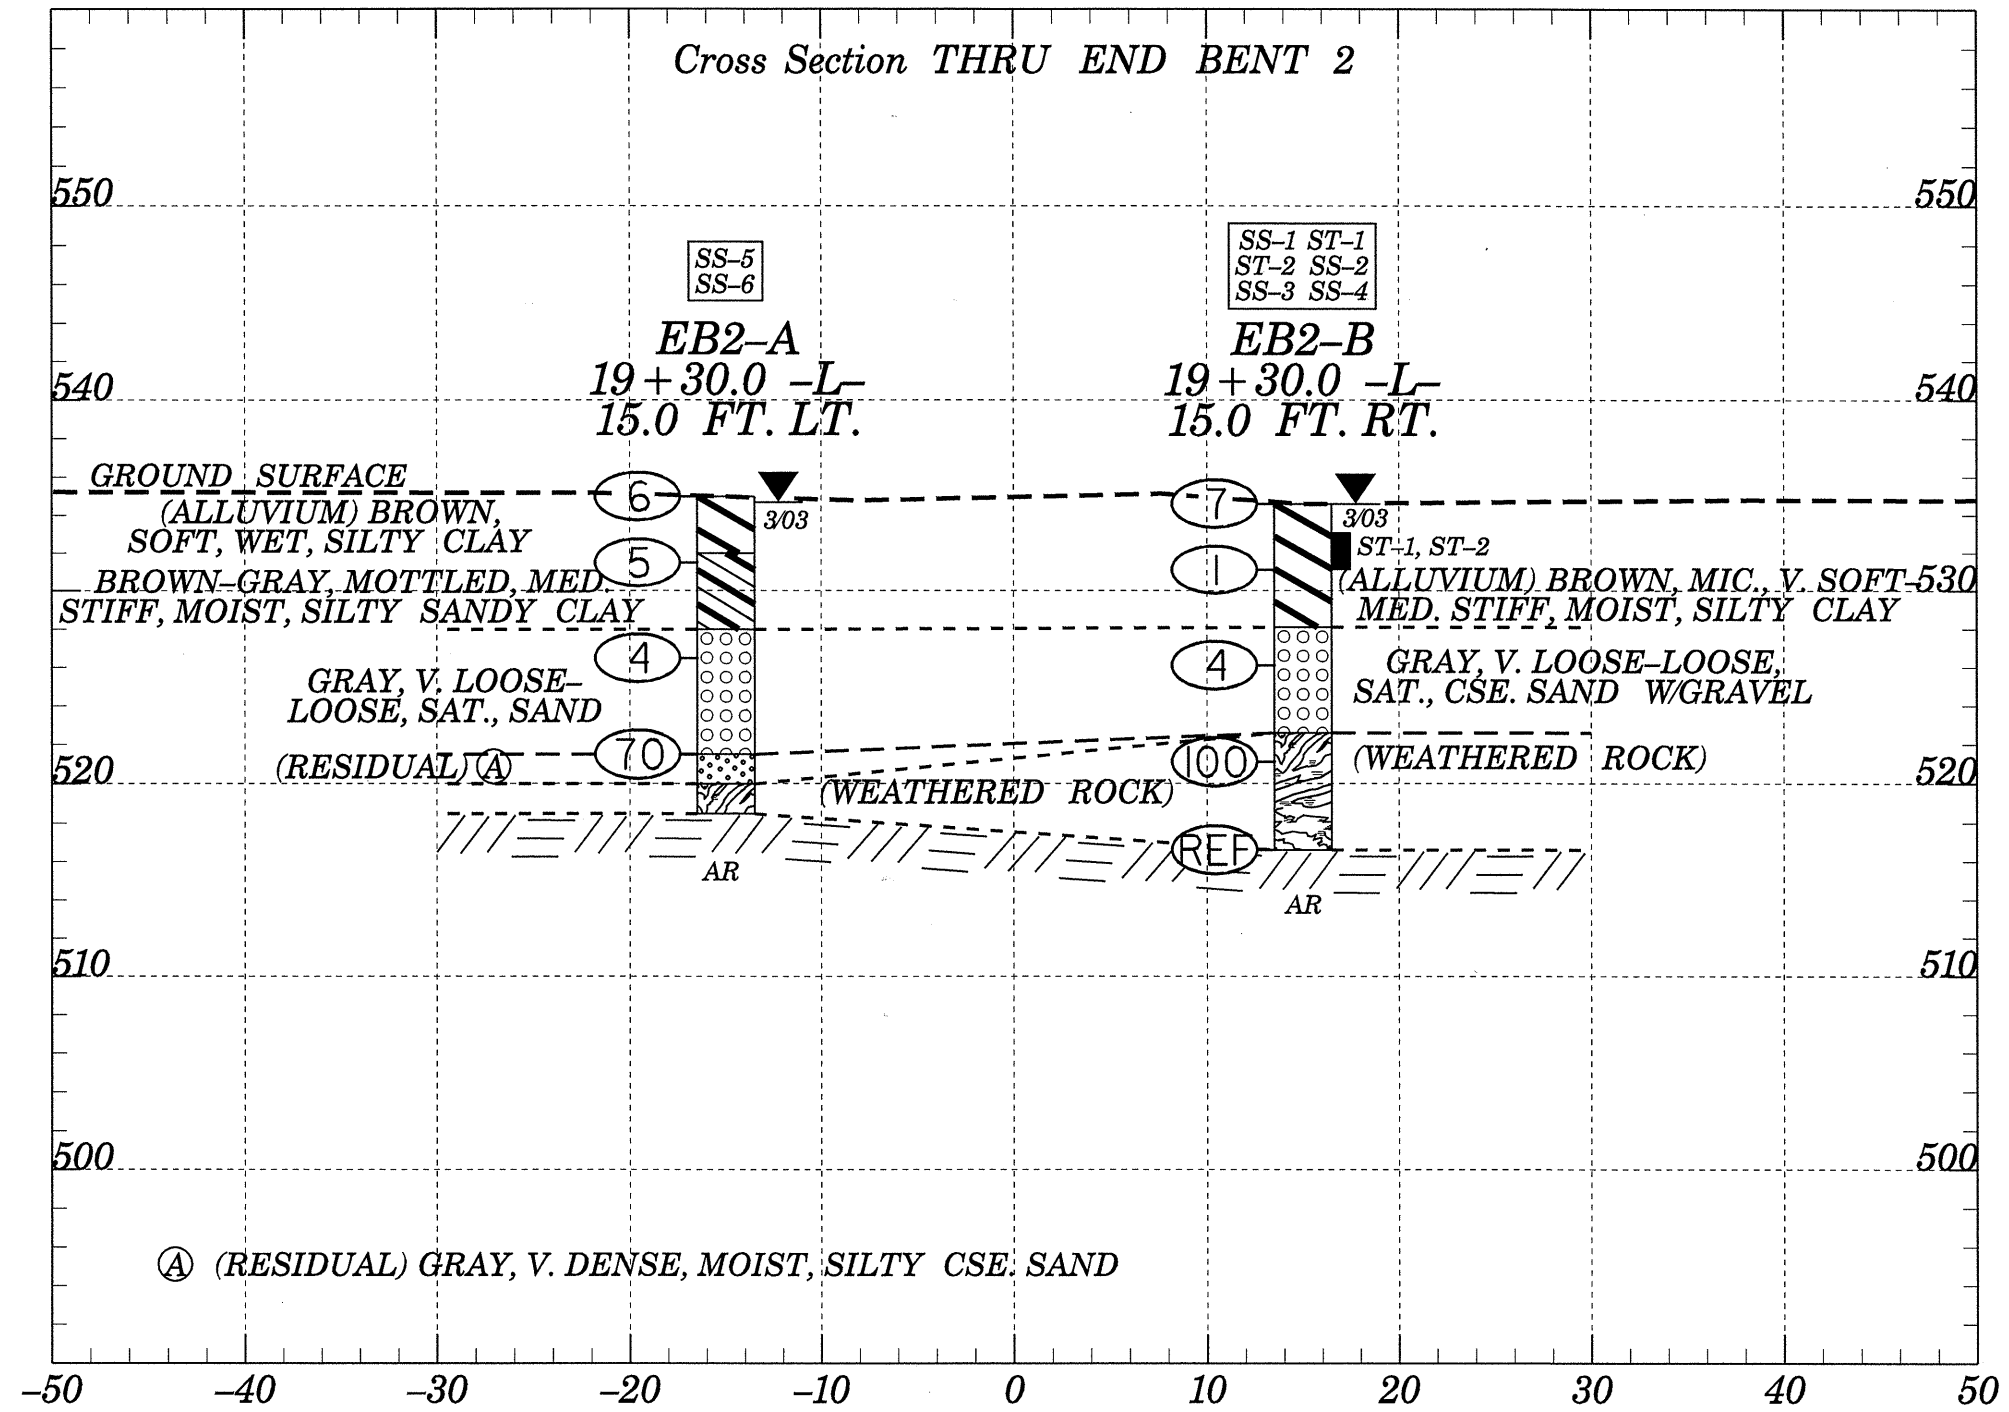 Cross Section THRU END BENT 2
550 550
SS-5
SS-6
SS-1 ST-1
ST-2 SS-2
SS-3 SS-4
EB2-A
19+30.0 -L-
15.0 FT. LT.
EB2-B
19+30.0 -L-
15.0 FT. RT.
540 540
GROUND SURFACE
6
3/03
7
3/03
(ALLUVIUM) BROWN,
SOFT, WET, SILTY CLAY
5
1
ST-1, ST-2
BROWN-GRAY, MOTTLED, MED.
STIFF, MOIST, SILTY SANDY CLAY
(ALLUVIUM) BROWN, MIC., V. SOFT-
MED. STIFF, MOIST, SILTY CLAY
530
4
4
GRAY, V. LOOSE-
LOOSE, SAT., SAND
GRAY, V. LOOSE-LOOSE,
SAT., CSE. SAND W/GRAVEL
(RESIDUAL) A
70
100
(WEATHERED ROCK)
520 520
(WEATHERED ROCK)
REF
AR
AR
510 510
500 500
A (RESIDUAL) GRAY, V. DENSE, MOIST, SILTY CSE. SAND
-50 -40 -30 -20 -10 0 10 20 30 40 50